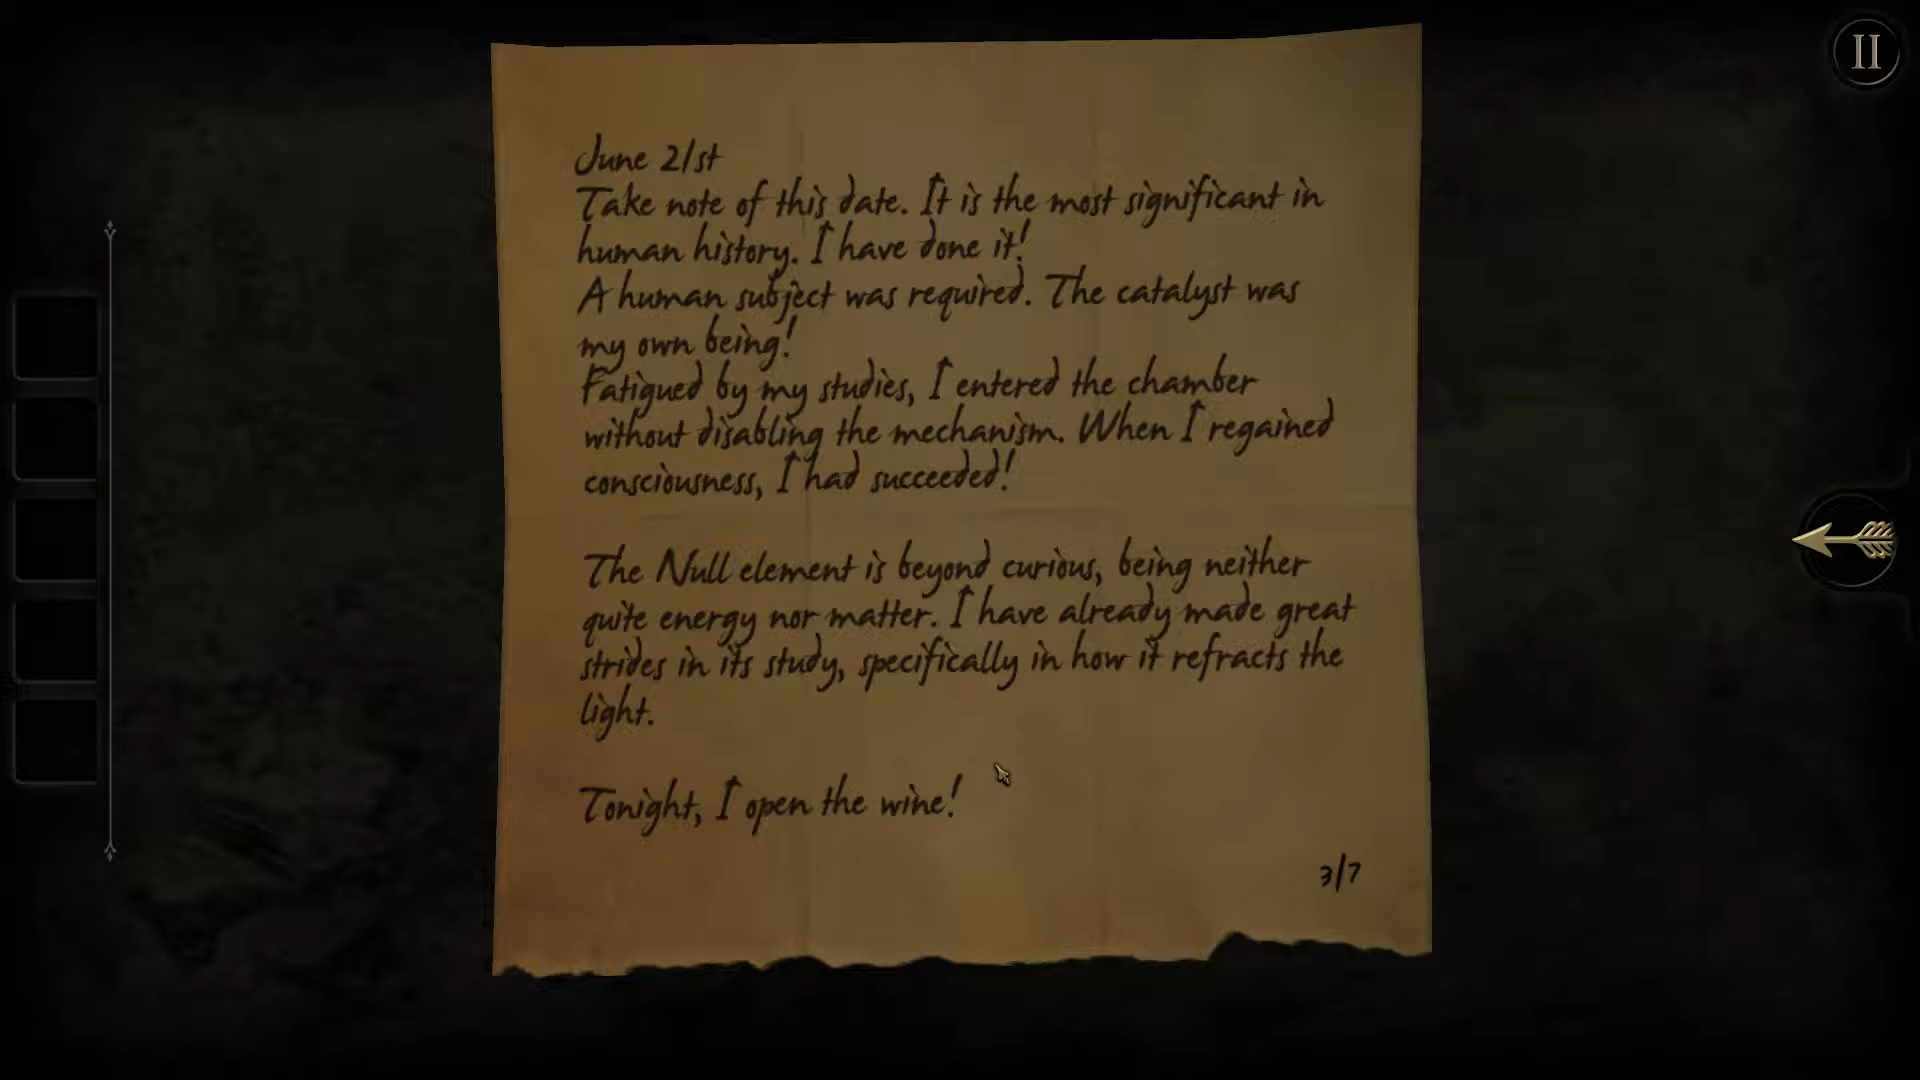 June 21st
Take note of this date. It is the most significant in
human history. I have done it!
A human subject was required. The catalyst was
my own being!
Fatigued by my studies, I entered the chamber
without disabling the mechanism. When I regained
consciousness, I had succeeded!
The Null element is beyond curious, being neither
quite energy nor matter. I have already made great
strides in its study, specifically in how it refracts the
light.
Tonight, I open the wine!
3/7